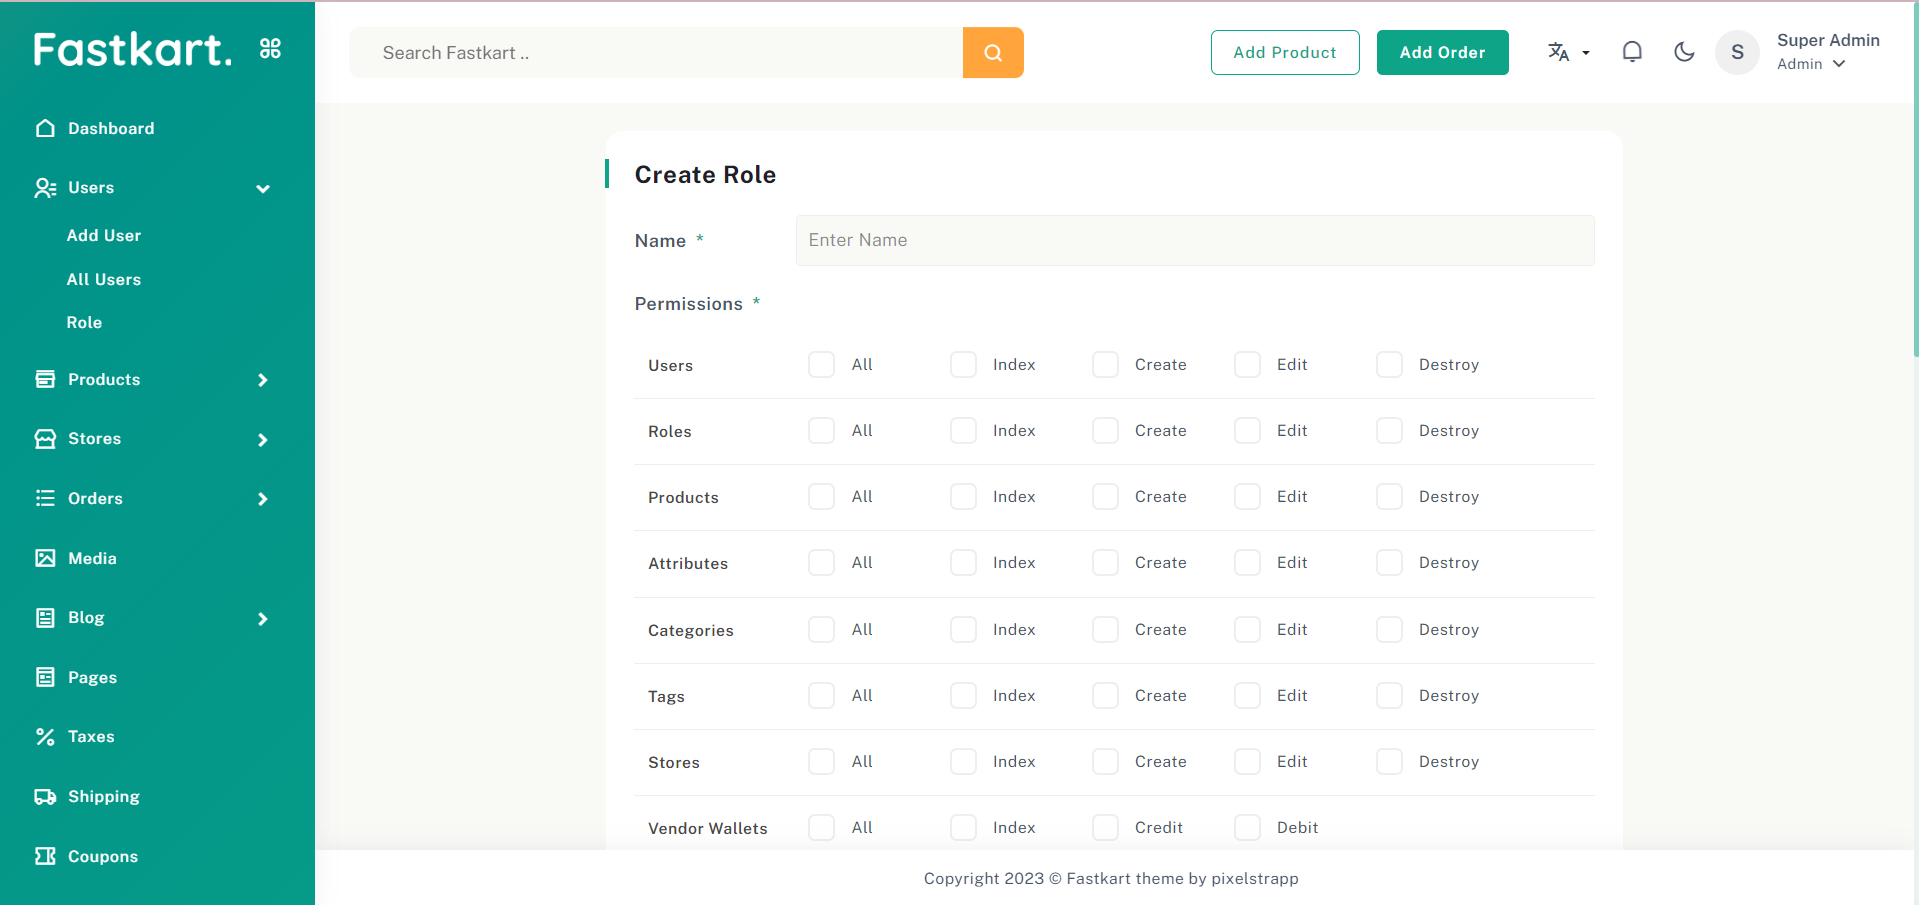 Fastkart.
Search Fastkart ..
Add Product
Add Order
S
Super Admin
Admin
Dashboard
Users
Add User
All Users
Role
Products
Stores
Orders
Media
Blog
Pages
Taxes
Shipping
Coupons
Create Role
Name *
Enter Name
Permissions *
Users All Index Create Edit Destroy
Roles All Index Create Edit Destroy
Products All Index Create Edit Destroy
Attributes All Index Create Edit Destroy
Categories All Index Create Edit Destroy
Tags All Index Create Edit Destroy
Stores All Index Create Edit Destroy
Vendor Wallets All Index Credit Debit
Copyright 2023 © Fastkart theme by pixelstrapp